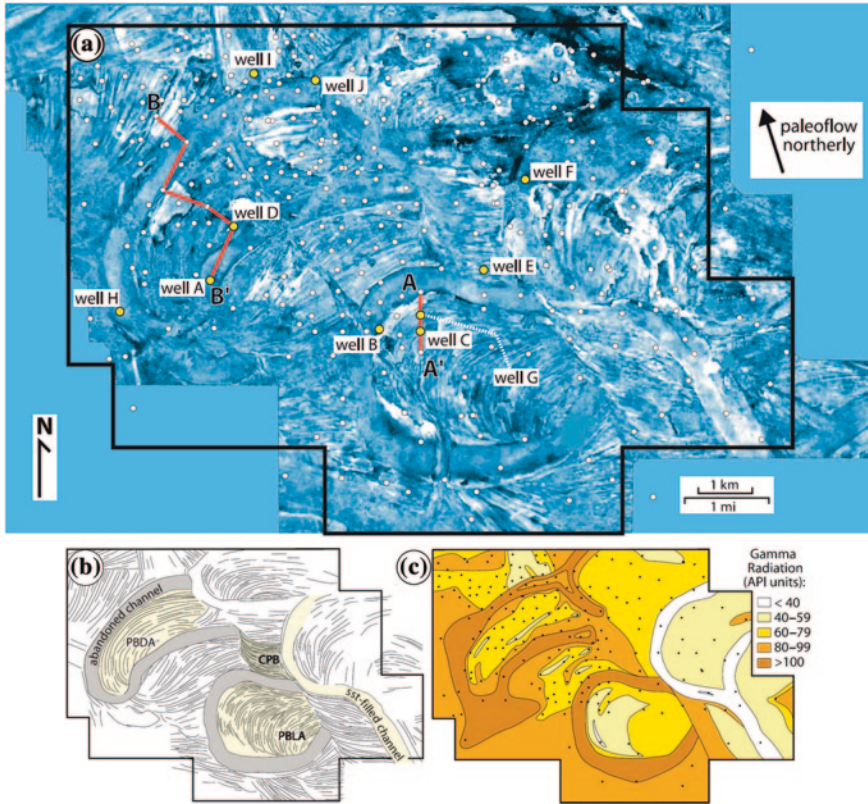 (a)
well I
well J
B
paleoflow
northerly
well F
well D
well A
B'
well H
A
well E
well B
well C
A'
well G
N
1 km
1 mi
(b)
abandoned channel
PBDA
CPB
PBLA
sst-filled channel
(c)
Gamma
Radiation
(API units):
< 40
40–59
60–79
80–99
>100